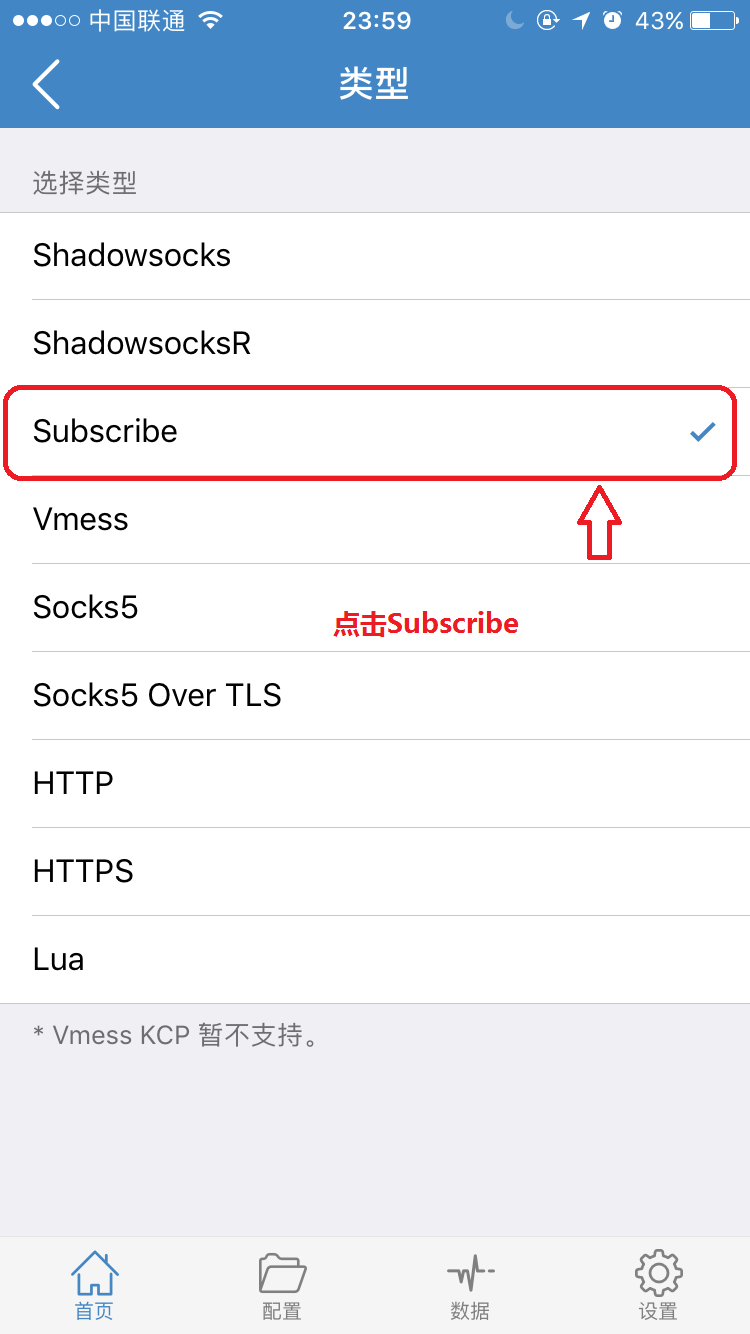 中国联通 23:59 43%
类型
选择类型
Shadowsocks
ShadowsocksR
Subscribe
Vmess
Socks5
点击Subscribe
Socks5 Over TLS
HTTP
HTTPS
Lua
* Vmess KCP 暂不支持。
首页 配置 数据 设置